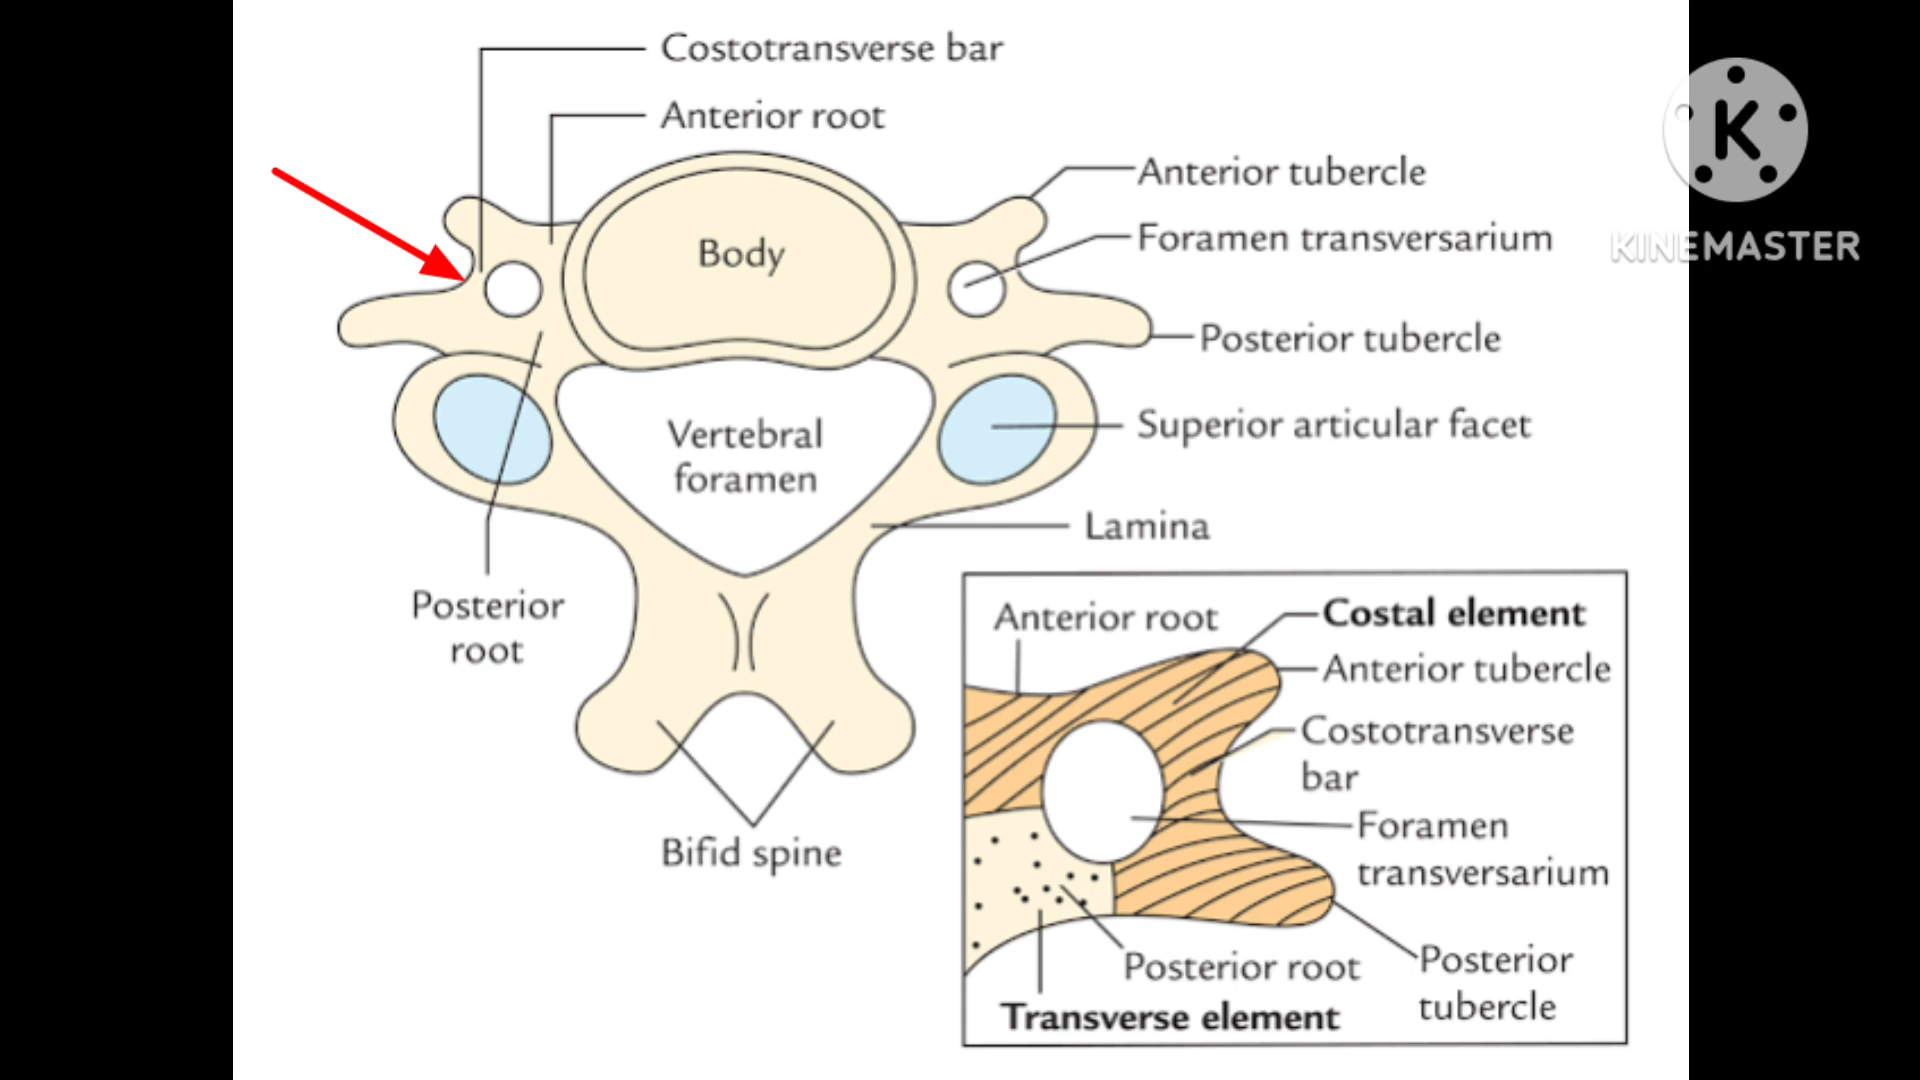 Costotransverse bar
Anterior root
Anterior tubercle
Foramen transversarium
Body
Posterior tubercle
Superior articular facet
Vertebral
foramen
Lamina
Posterior
root
Bifid spine
Anterior root
Costal element
Anterior tubercle
Costotransverse
bar
Foramen
transversarium
Posterior root
Posterior
tubercle
Transverse element
K
KINEMASTER